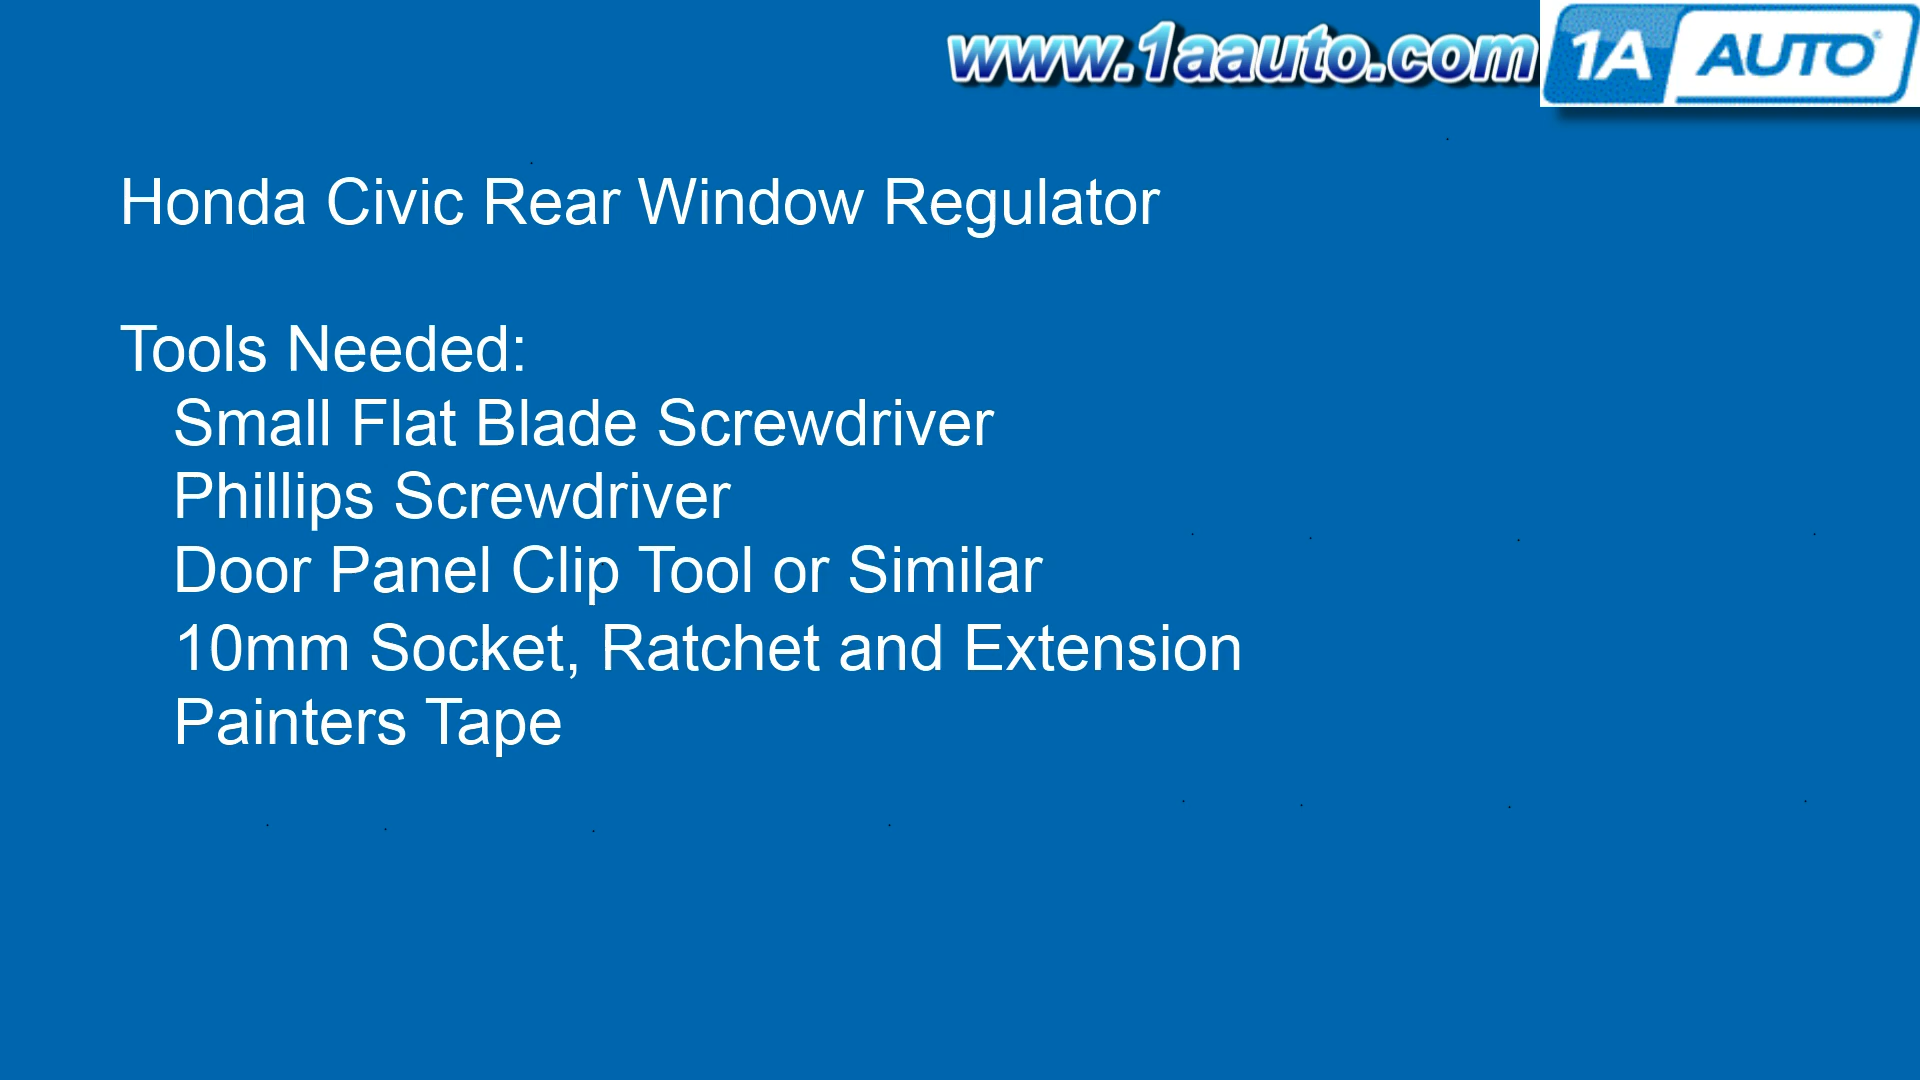 www.1aauto.com 1A AUTO
Honda Civic Rear Window Regulator
Tools Needed:
Small Flat Blade Screwdriver
Phillips Screwdriver
Door Panel Clip Tool or Similar
10mm Socket, Ratchet and Extension
Painters Tape